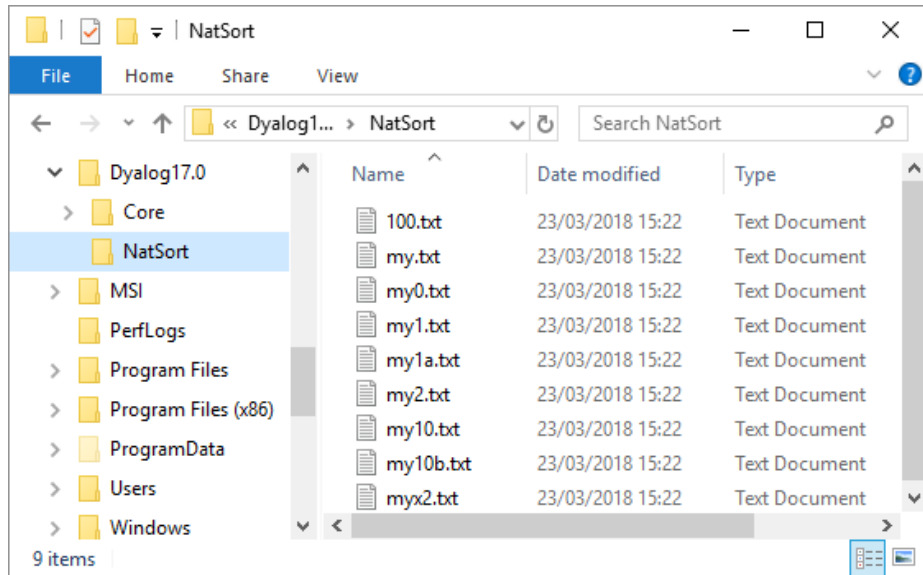 NatSort
File Home Share View
« Dyalog1... > NatSort Search NatSort
Dyalog17.0
Core
NatSort
MSI
PerfLogs
Program Files
Program Files (x86)
ProgramData
Users
Windows
Name Date modified Type
100.txt 23/03/2018 15:22 Text Document
my.txt 23/03/2018 15:22 Text Document
my0.txt 23/03/2018 15:22 Text Document
my1.txt 23/03/2018 15:22 Text Document
my1a.txt 23/03/2018 15:22 Text Document
my2.txt 23/03/2018 15:22 Text Document
my10.txt 23/03/2018 15:22 Text Document
my10b.txt 23/03/2018 15:22 Text Document
myx2.txt 23/03/2018 15:22 Text Document
9 items